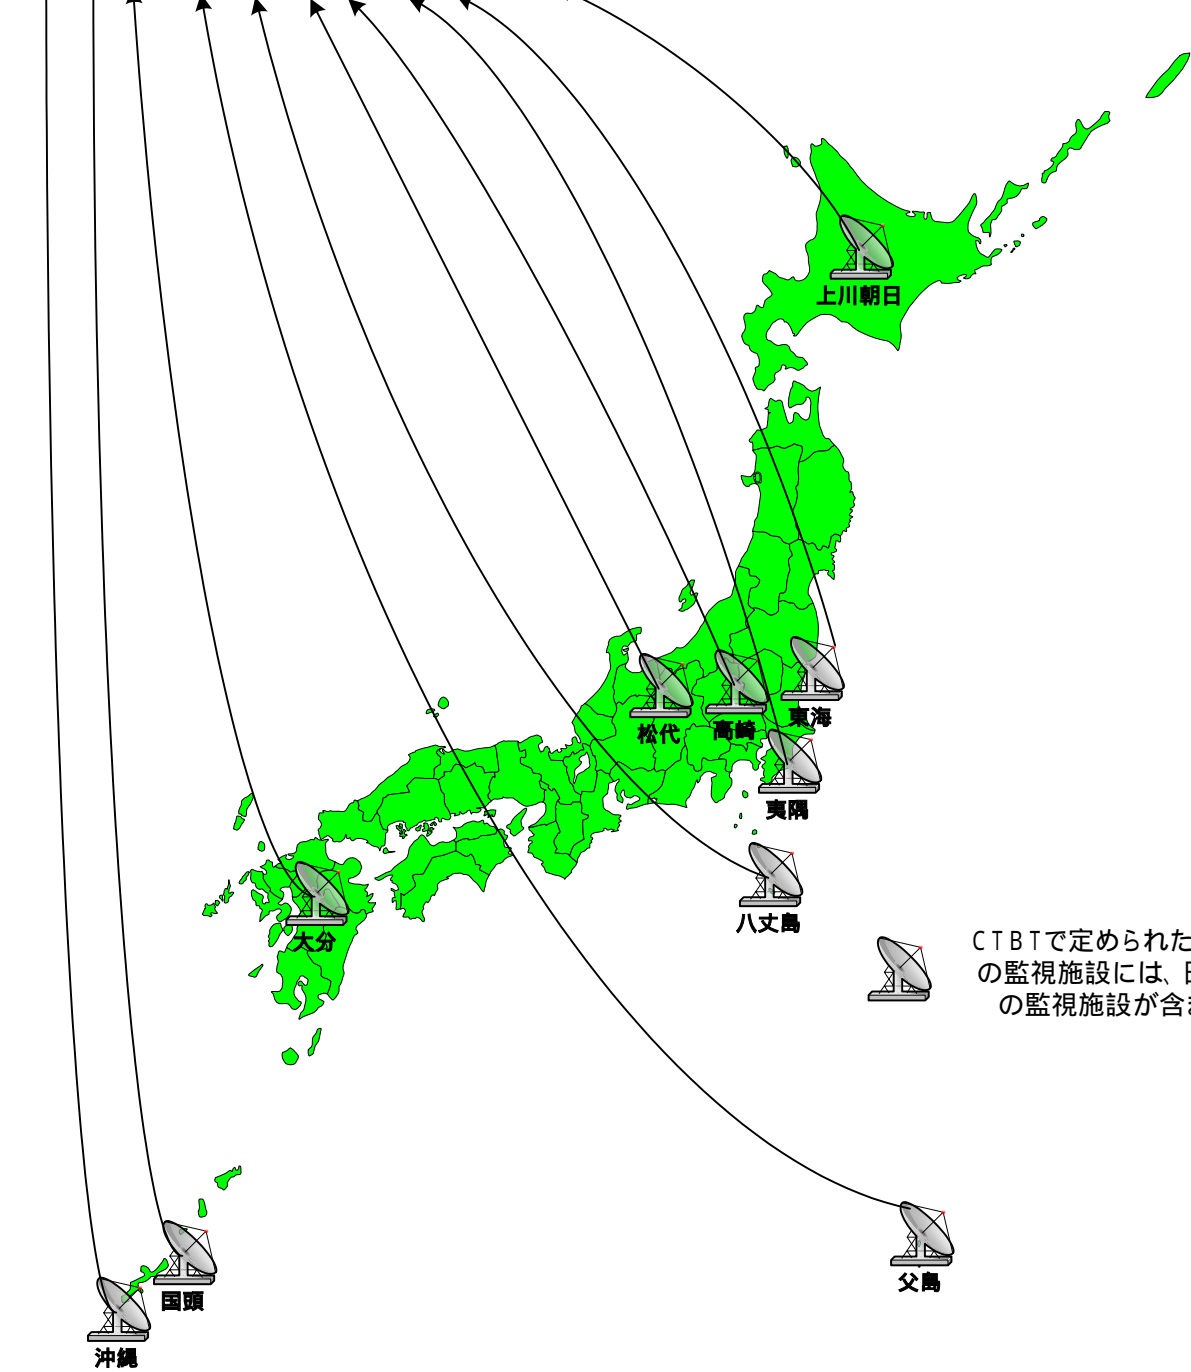 上川朝日
東海
高崎
松代
夷隅
八丈島
大分
CTBTで定められた
の監視施設には、
の監視施設が含
父島
国頭
沖縄